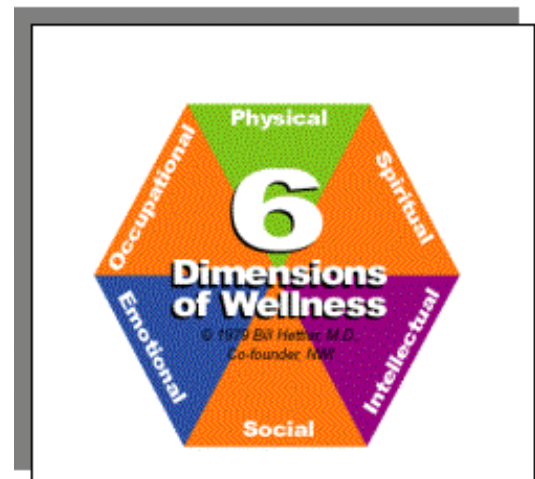 Physical
Occupational
Spiritual
6
Dimensions
of Wellness
© 1979 Bill Hettler, M.D.
Co-founder, NWI
Emotional
Intellectual
Social